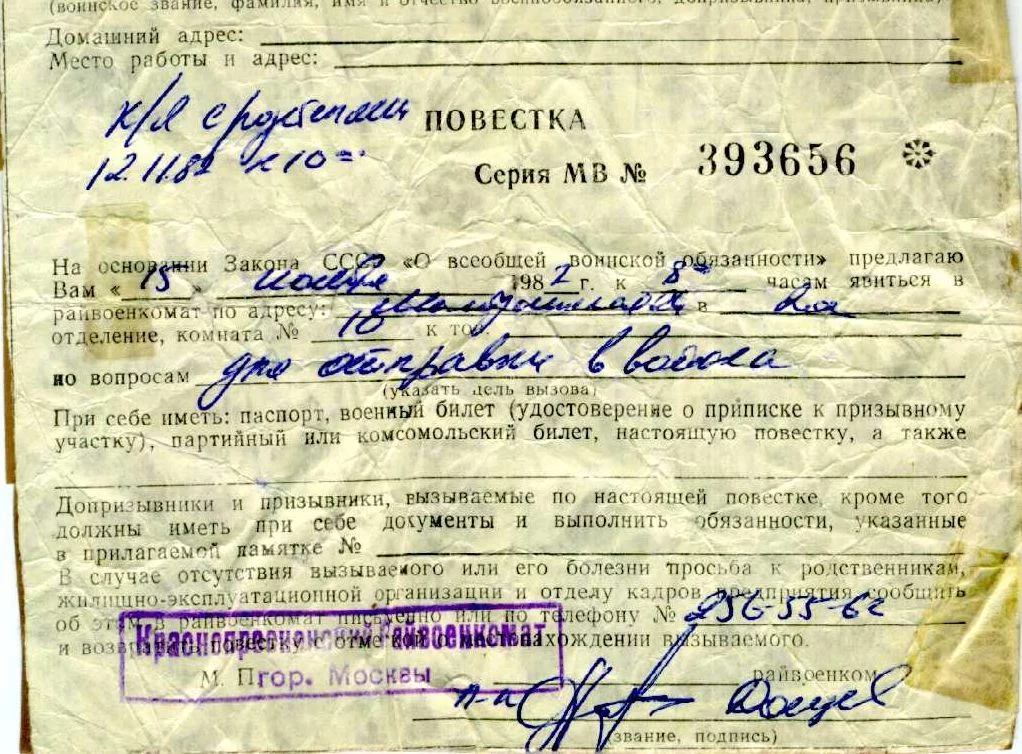 (воинское звание, фамилия, имя и отчество военнообязанного, допризывника, призывника)
Домашний адрес:
Место работы и адрес:
к/я с родителями
12.11.82 к 10=
ПОВЕСТКА
Серия МВ № 393656
На основании Закона СССР «О всеобщей воинской обязанности» предлагаю
Вам «15» ноября 1982 г. к 8= часам явиться в
райвоенкомат по адресу: в 2ое
отделение, комната № 10 к тов.
по вопросам для отправки в войска
(указать цель вызова)
При себе иметь: паспорт, военный билет (удостоверение о приписке к призывному
участку), партийный или комсомольский билет, настоящую повестку, а также
Допризывники и призывники, вызываемые по настоящей повестке, кроме того
должны иметь при себе документы и выполнить обязанности, указанные
в прилагаемой памятке №
В случае отсутствия вызываемого или его болезни просьба к родственникам,
жилищно-эксплуатационной организации и отделу кадров предприятия сообщить
об этом в райвоенкомат письменно или по телефону № 256-55-62
и возвратить повестку с отметкой о местонахождении вызываемого.
Краснопресненский Райвоенкомат
гор. Москвы
М. П. райвоенком
п-п-к
(звание, подпись)